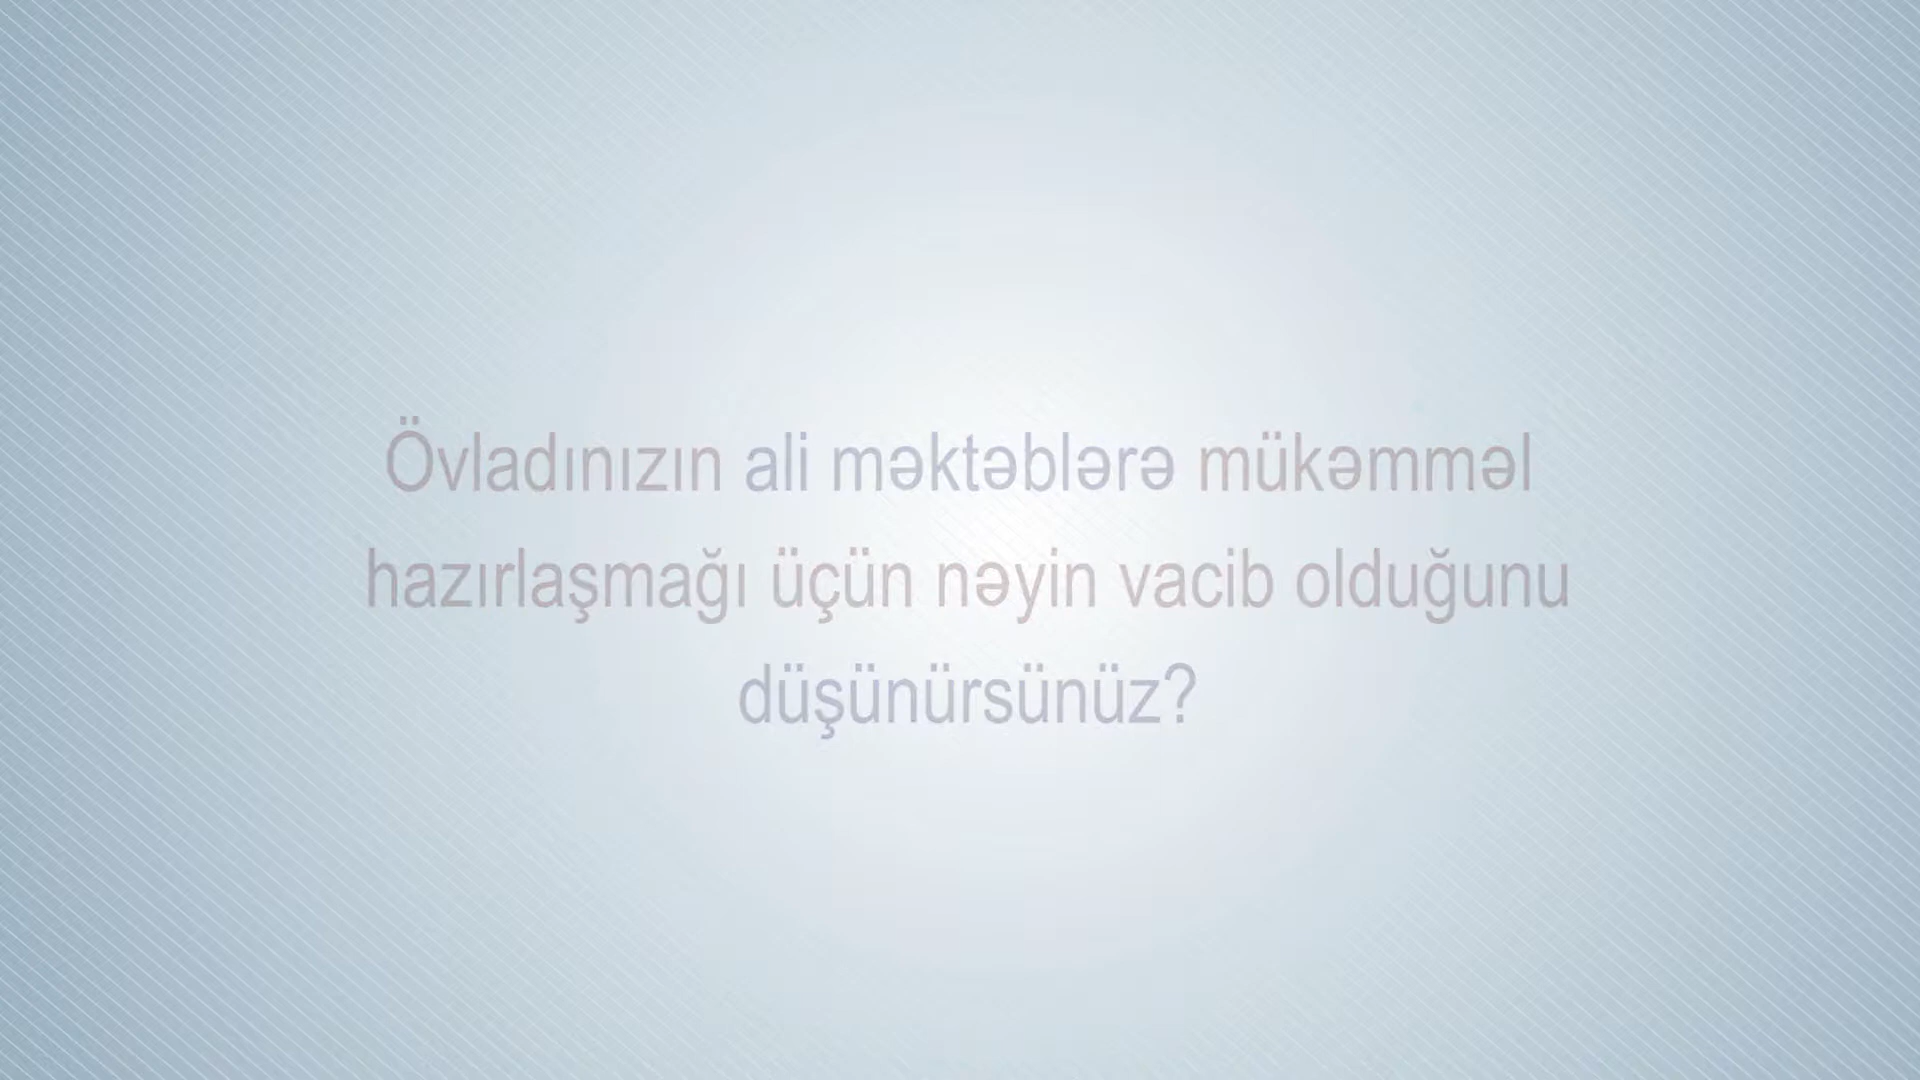 Övladınızın ali məktəblərə mükəmməl
hazırlaşmağı üçün nəyin vacib olduğunu
düşünürsünüz?